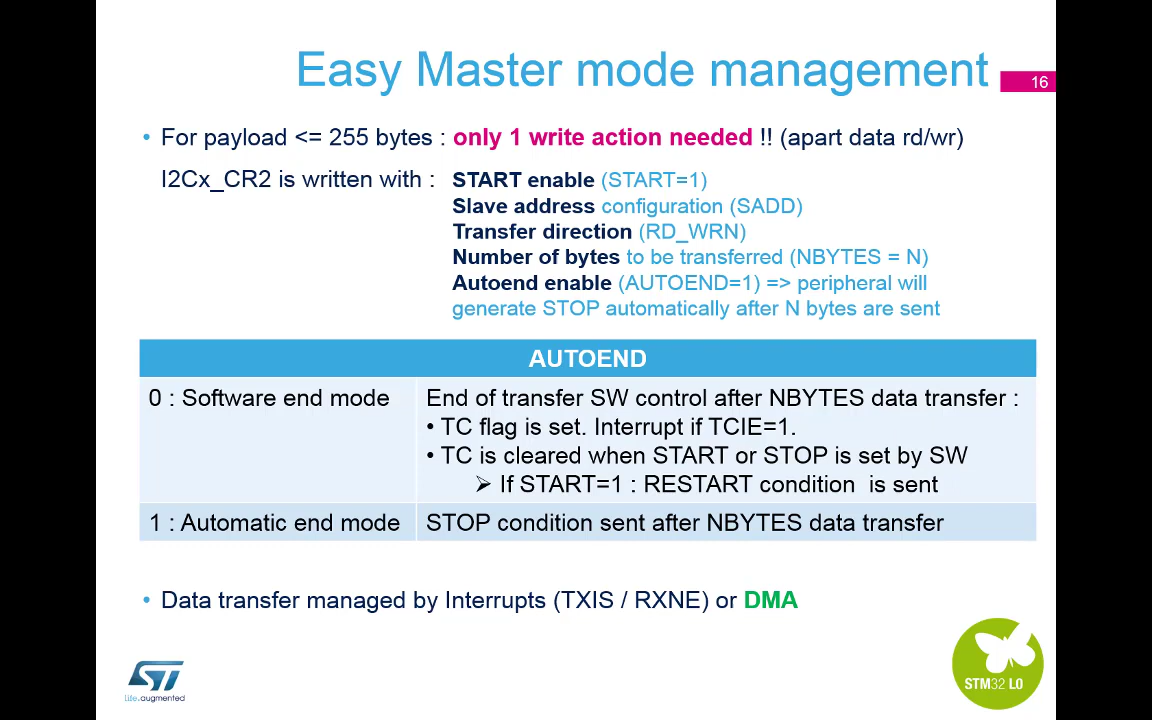 Easy Master mode management
16
• For payload <= 255 bytes : only 1 write action needed !! (apart data rd/wr)
I2Cx_CR2 is written with : START enable (START=1)
Slave address configuration (SADD)
Transfer direction (RD_WRN)
Number of bytes to be transferred (NBYTES = N)
Autoend enable (AUTOEND=1) => peripheral will
generate STOP automatically after N bytes are sent
AUTOEND
0 : Software end mode
End of transfer SW control after NBYTES data transfer :
• TC flag is set. Interrupt if TCIE=1.
• TC is cleared when START or STOP is set by SW
➢ If START=1 : RESTART condition is sent
1 : Automatic end mode
STOP condition sent after NBYTES data transfer
• Data transfer managed by Interrupts (TXIS / RXNE) or DMA
ST
life.augmented
STM32 L0